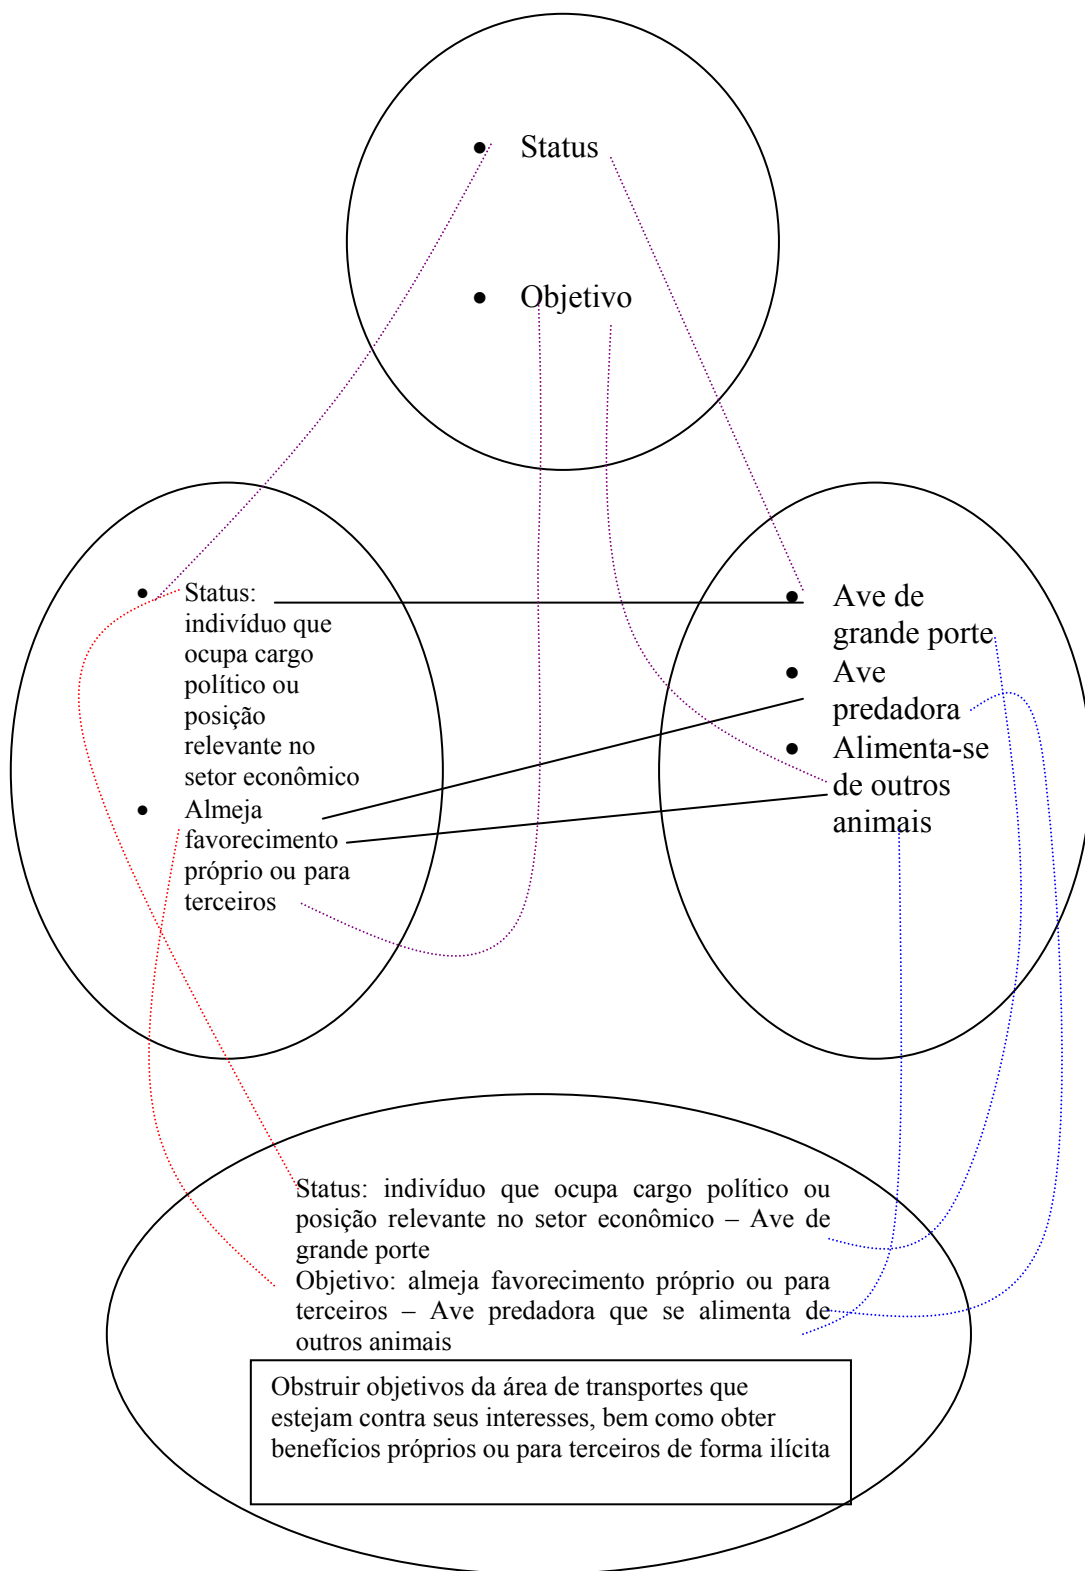 • Status
• Objetivo
• Status:
indivíduo que
ocupa cargo
político ou
posição
relevante no
setor econômico
• Almeja
favorecimento
próprio ou para
terceiros
• Ave de
grande porte
• Ave
predadora
• Alimenta-se
de outros
animais
Status: indivíduo que ocupa cargo político ou
posição relevante no setor econômico – Ave de
grande porte
Objetivo: almeja favorecimento próprio ou para
terceiros – Ave predadora que se alimenta de
outros animais
Obstruir objetivos da área de transportes que
estejam contra seus interesses, bem como obter
benefícios próprios ou para terceiros de forma ilícita